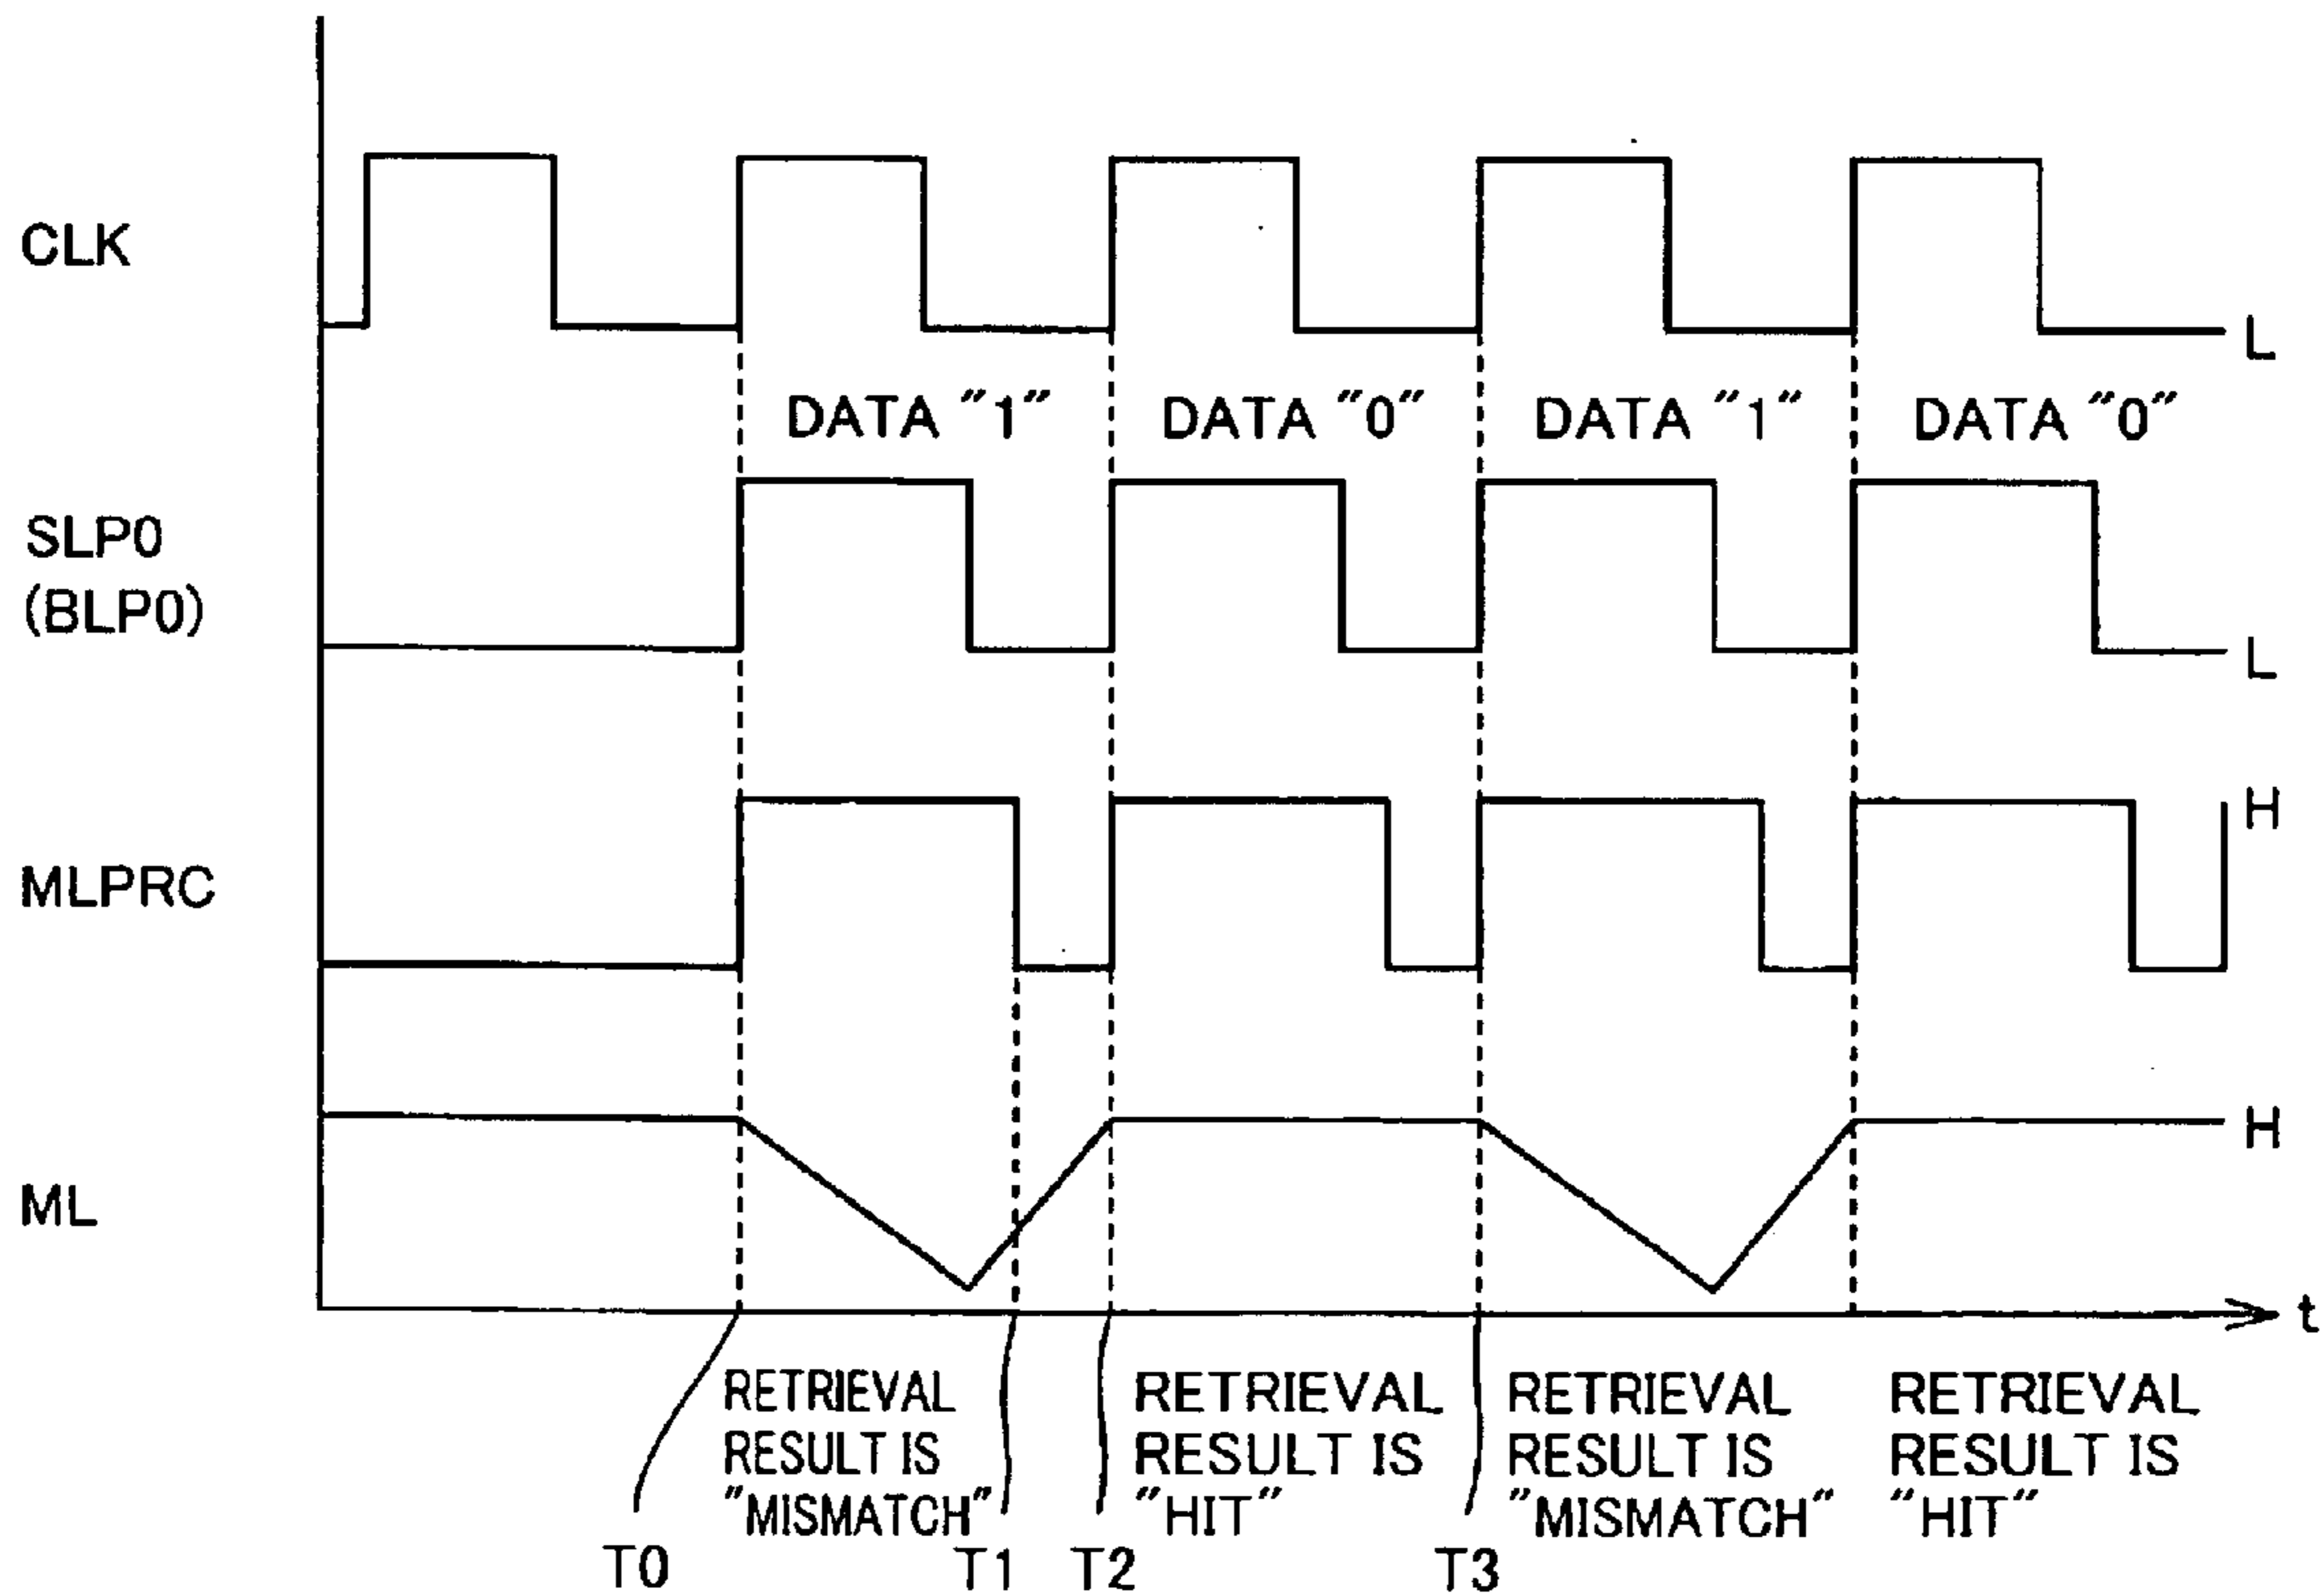 CLK
L
DATA "1"
DATA "0"
DATA "1"
DATA "0"
SLP0
(BLP0)
L
MLPRC
H
ML
H
t
RETRIEVAL
RESULT IS
"MISMATCH"
RETRIEVAL
RESULT IS
"HIT"
RETRIEVAL
RESULT IS
"MISMATCH"
RETRIEVAL
RESULT IS
"HIT"
T0
T1
T2
T3